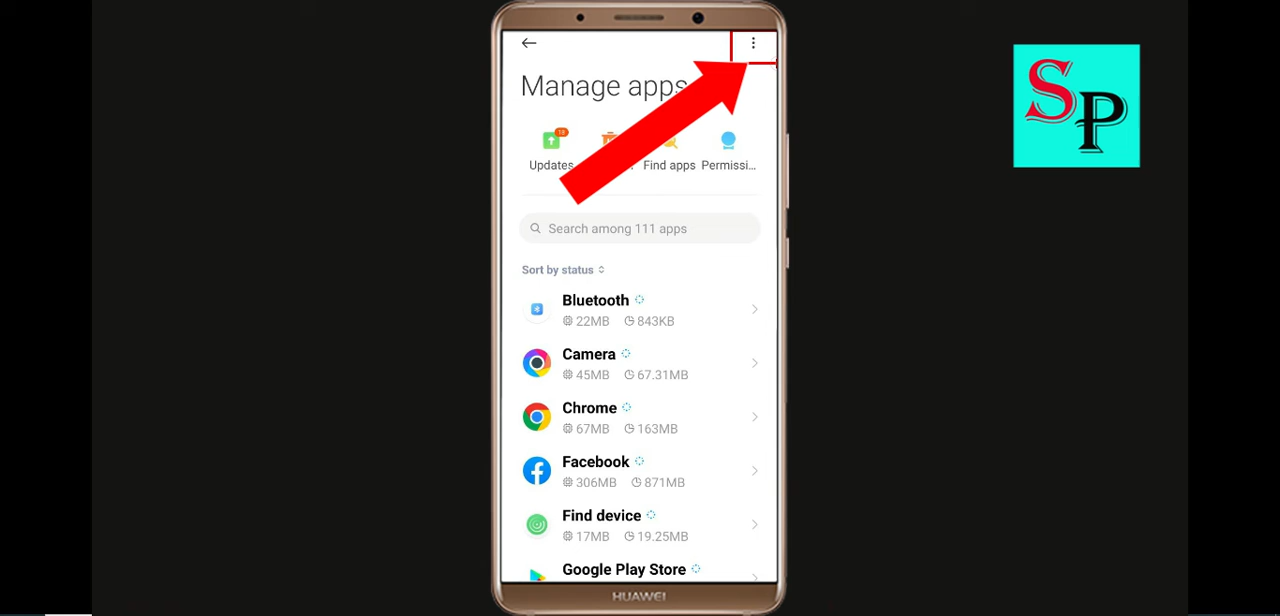 Manage apps
18
Updates
Find apps
Permissi...
Search among 111 apps
Sort by status
Bluetooth
22MB 843KB
Camera
45MB 67.31MB
Chrome
67MB 163MB
Facebook
306MB 871MB
Find device
17MB 19.25MB
Google Play Store
HUAWEI
SP